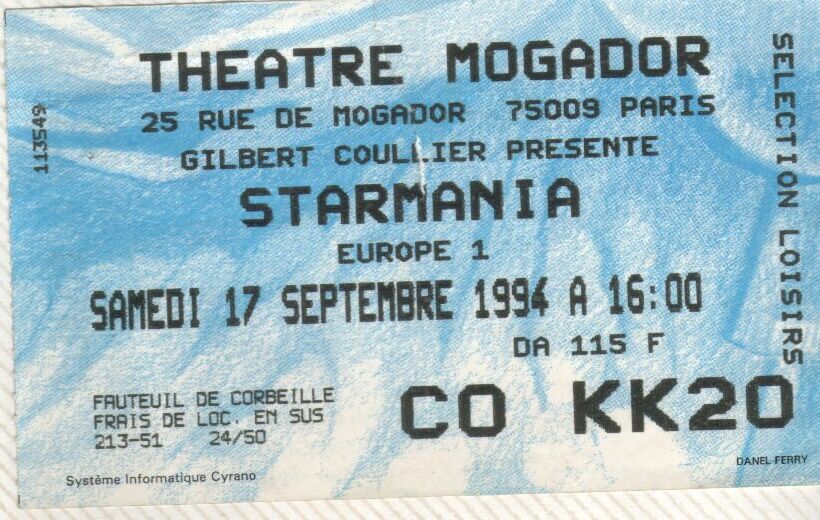 THEATRE MOGADOR
25 RUE DE MOGADOR 75009 PARIS
GILBERT COULLIER PRESENTE
STARMANIA
EUROPE 1
SAMEDI 17 SEPTEMBRE 1994 A 16:00
DA 115 F
FAUTEUIL DE CORBEILLE
FRAIS DE LOC. EN SUS
213-51 24/50
CO KK20
Système Informatique Cyrano
DANEL FERRY
113549
SELECTION LOISIRS